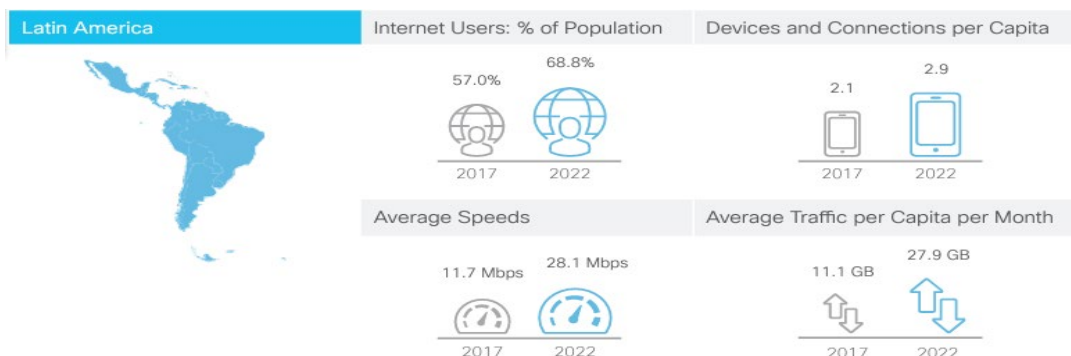 Latin America
Internet Users: % of Population
Devices and Connections per Capita
57.0%
68.8%
2017
2022
2.1
2.9
2017
2022
Average Speeds
Average Traffic per Capita per Month
11.7 Mbps
28.1 Mbps
2017
2022
11.1 GB
27.9 GB
2017
2022